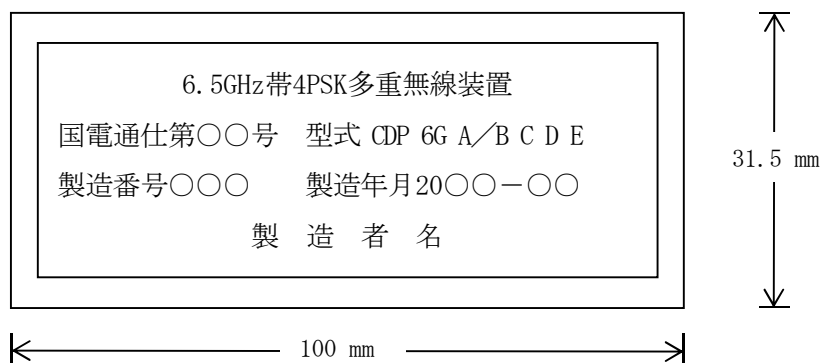 6.5GHz帯4PSK多重無線装置
国電通仕第○○号 型式 CDP 6G A／B C D E
製造番号○○○ 製造年月20○○－○○
製 造 者 名
31.5 mm
100 mm